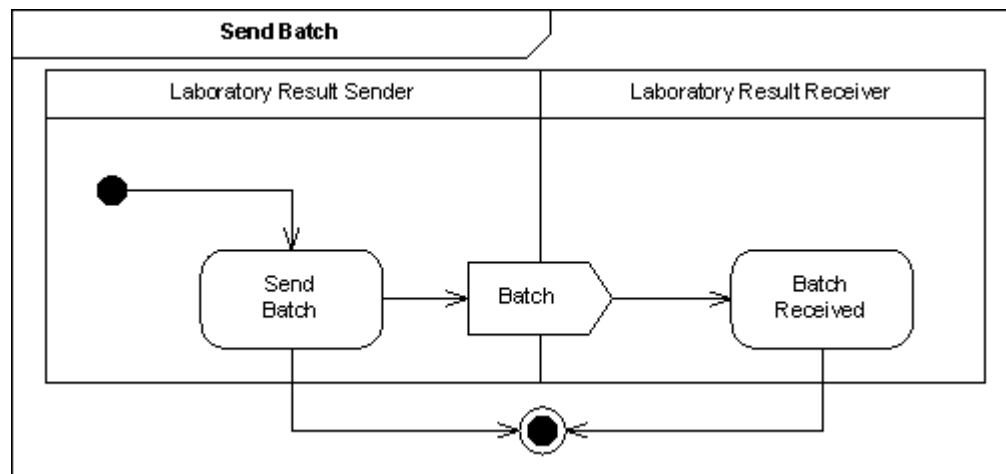 Send Batch
Laboratory Result Sender
Laboratory Result Receiver
Send
Batch
Batch
Batch
Received